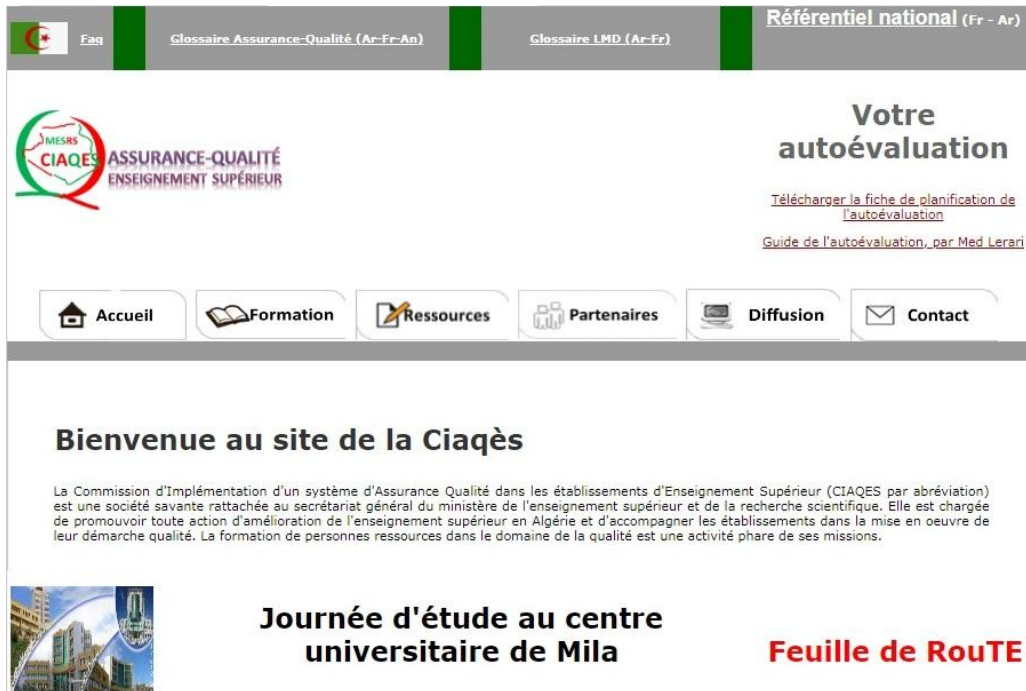 Faq
Glossaire Assurance-Qualité (Ar-Fr-An)
Glossaire LMD (Ar-Fr)
Référentiel national (Fr - Ar)
MESRS
CIAQES
ASSURANCE-QUALITÉ
ENSEIGNEMENT SUPÉRIEUR
Votre
autoévaluation
Télécharger la fiche de planification de
l'autoévaluation
Guide de l'autoévaluation, par Med Lerari
Accueil
Formation
Ressources
Partenaires
Diffusion
Contact
Bienvenue au site de la Ciaqès
La Commission d'Implémentation d'un système d'Assurance Qualité dans les établissements d'Enseignement Supérieur (CIAQES par abréviation)
est une société savante rattachée au secrétariat général du ministère de l'enseignement supérieur et de la recherche scientifique. Elle est chargée
de promouvoir toute action d'amélioration de l'enseignement supérieur en Algérie et d'accompagner les établissements dans la mise en oeuvre de
leur démarche qualité. La formation de personnes ressources dans le domaine de la qualité est une activité phare de ses missions.
Journée d'étude au centre
universitaire de Mila
Feuille de RouTE